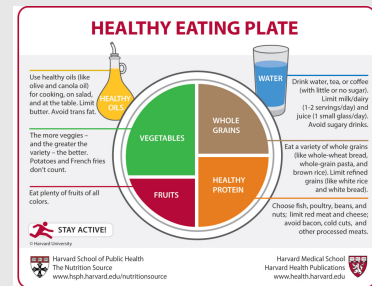 HEALTHY EATING PLATE
Use healthy oils (like
olive and canola oil)
for cooking, on salad,
and at the table. Limit
butter. Avoid trans fat.
HEALTHY
OILS
The more veggies –
and the greater the
variety – the better.
Potatoes and French fries
don't count.
Eat plenty of fruits of all
colors.
VEGETABLES
FRUITS
WHOLE
GRAINS
HEALTHY
PROTEIN
WATER
Drink water, tea, or coffee
(with little or no sugar).
Limit milk/dairy
(1-2 servings/day) and
juice (1 small glass/day).
Avoid sugary drinks.
Eat a variety of whole grains
(like whole-wheat bread,
whole-grain pasta, and
brown rice). Limit refined
grains (like white rice
and white bread).
Choose fish, poultry, beans, and
nuts; limit red meat and cheese;
avoid bacon, cold cuts, and
other processed meats.
STAY ACTIVE!
© Harvard University
Harvard School of Public Health
The Nutrition Source
www.hsph.harvard.edu/nutritionsource
Harvard Medical School
Harvard Health Publications
www.health.harvard.edu